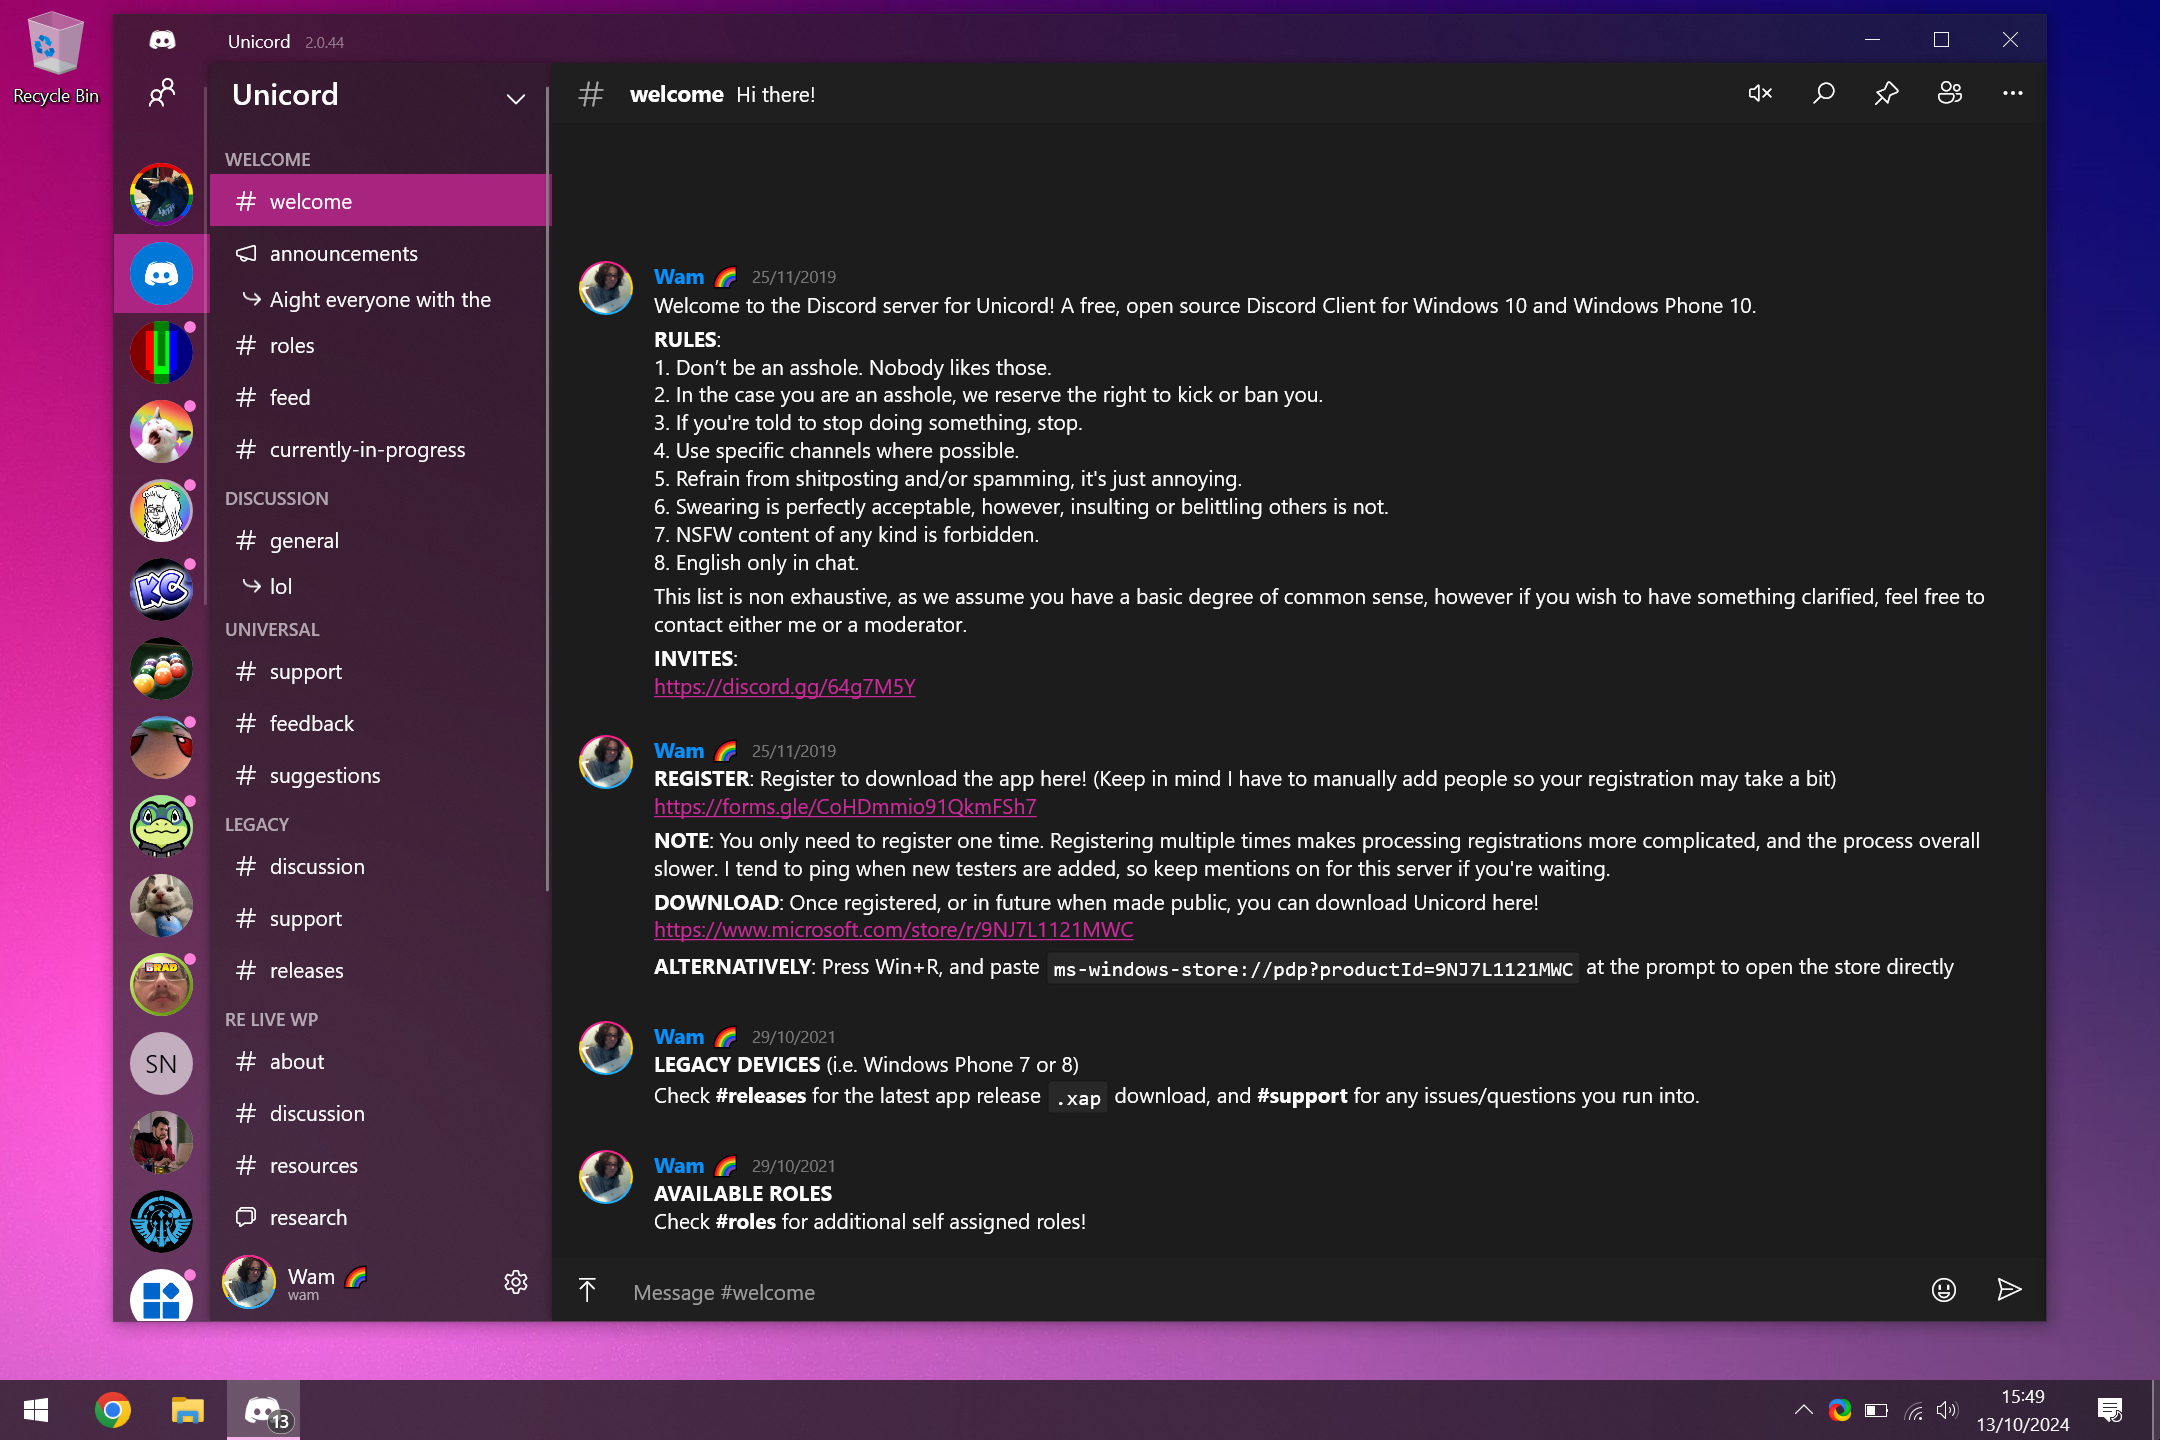 Recycle Bin
Unicord 2.0.44
Unicord
WELCOME
welcome
announcements
Aight everyone with the
roles
feed
currently-in-progress
DISCUSSION
general
lol
UNIVERSAL
support
feedback
suggestions
LEGACY
discussion
support
releases
RE LIVE WP
about
discussion
resources
research
KC
BRAD
SN
Wam 🌈
wam
# welcome Hi there!
Wam 🌈 25/11/2019
Welcome to the Discord server for Unicord! A free, open source Discord Client for Windows 10 and Windows Phone 10.
RULES:
1. Don’t be an asshole. Nobody likes those.
2. In the case you are an asshole, we reserve the right to kick or ban you.
3. If you're told to stop doing something, stop.
4. Use specific channels where possible.
5. Refrain from shitposting and/or spamming, it's just annoying.
6. Swearing is perfectly acceptable, however, insulting or belittling others is not.
7. NSFW content of any kind is forbidden.
8. English only in chat.
This list is non exhaustive, as we assume you have a basic degree of common sense, however if you wish to have something clarified, feel free to
contact either me or a moderator.
INVITES:
https://discord.gg/64g7M5Y
Wam 🌈 25/11/2019
REGISTER: Register to download the app here! (Keep in mind I have to manually add people so your registration may take a bit)
https://forms.gle/CoHDmmio91QkmFSh7
NOTE: You only need to register one time. Registering multiple times makes processing registrations more complicated, and the process overall
slower. I tend to ping when new testers are added, so keep mentions on for this server if you're waiting.
DOWNLOAD: Once registered, or in future when made public, you can download Unicord here!
https://www.microsoft.com/store/r/9NJ7L1121MWC
ALTERNATIVELY: Press Win+R, and paste ms-windows-store://pdp?productId=9NJ7L1121MWC at the prompt to open the store directly
Wam 🌈 29/10/2021
LEGACY DEVICES (i.e. Windows Phone 7 or 8)
Check #releases for the latest app release .xap download, and #support for any issues/questions you run into.
Wam 🌈 29/10/2021
AVAILABLE ROLES
Check #roles for additional self assigned roles!
Message #welcome
13
15:49
13/10/2024